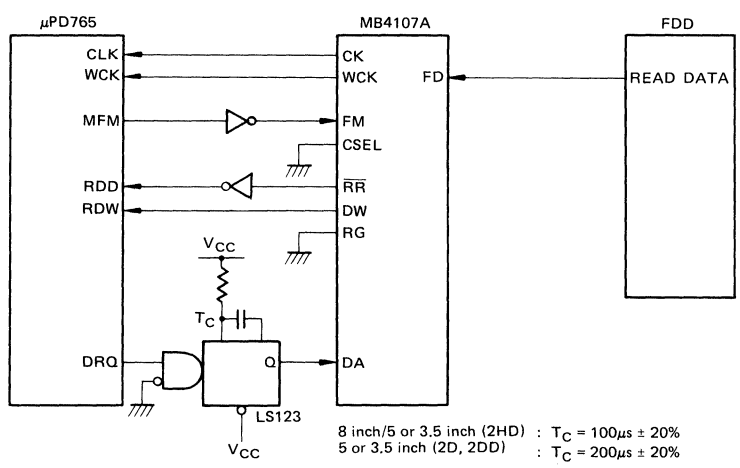 μPD765
MB4107A
FDD
CLK
CK
WCK
WCK
FD
READ DATA
MFM
FM
CSEL
RDD
RR
RDW
DW
RG
VCC
TC
DRQ
Q
DA
LS123
VCC
8 inch/5 or 3.5 inch (2HD) : TC = 100μs ± 20%
5 or 3.5 inch (2D, 2DD) : TC = 200μs ± 20%